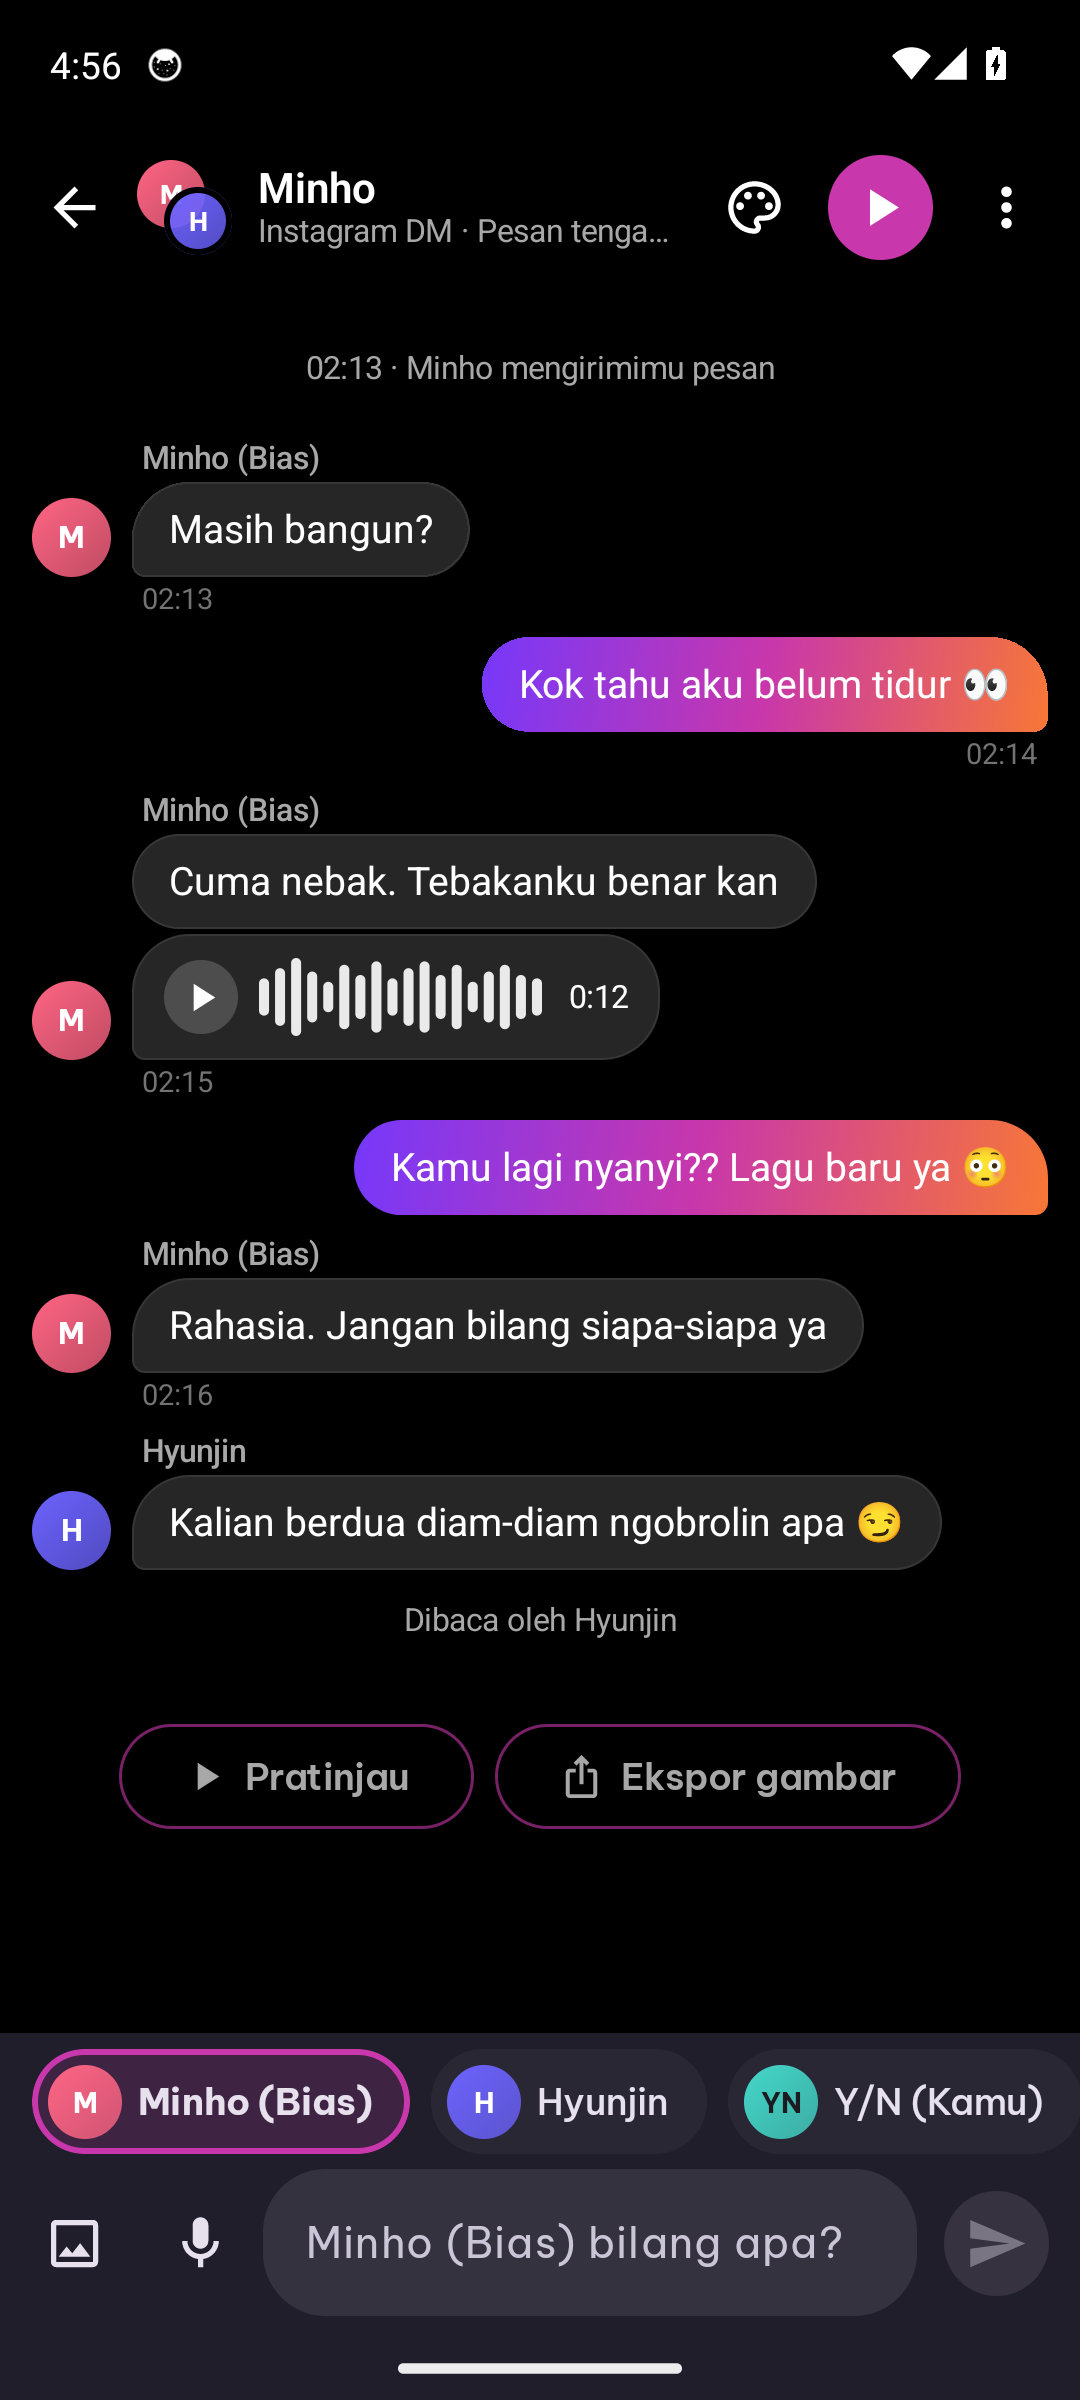 4:56
M
H
Minho
Instagram DM · Pesan tenga...
02:13 · Minho mengirimimu pesan
Minho (Bias)
M
Masih bangun?
02:13
Kok tahu aku belum tidur 👀
02:14
Minho (Bias)
Cuma nebak. Tebakanku benar kan
M
0:12
02:15
Kamu lagi nyanyi?? Lagu baru ya 😳
Minho (Bias)
M
Rahasia. Jangan bilang siapa-siapa ya
02:16
Hyunjin
H
Kalian berdua diam-diam ngobrolin apa 😏
Dibaca oleh Hyunjin
Pratinjau
Ekspor gambar
M
Minho (Bias)
H
Hyunjin
YN
Y/N (Kamu)
Minho (Bias) bilang apa?